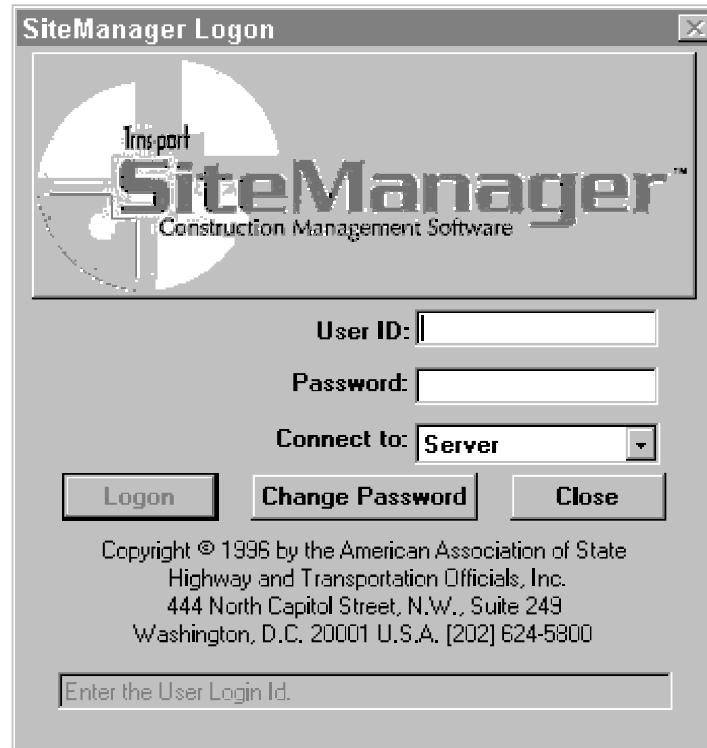 SiteManager Logon
Trns·port
SiteManager™
Construction Management Software
User ID:
Password:
Connect to: Server
Logon Change Password Close
Copyright © 1996 by the American Association of State
Highway and Transportation Officials, Inc.
444 North Capitol Street, N.W., Suite 249
Washington, D.C. 20001 U.S.A. [202] 624-5800
Enter the User Login Id.